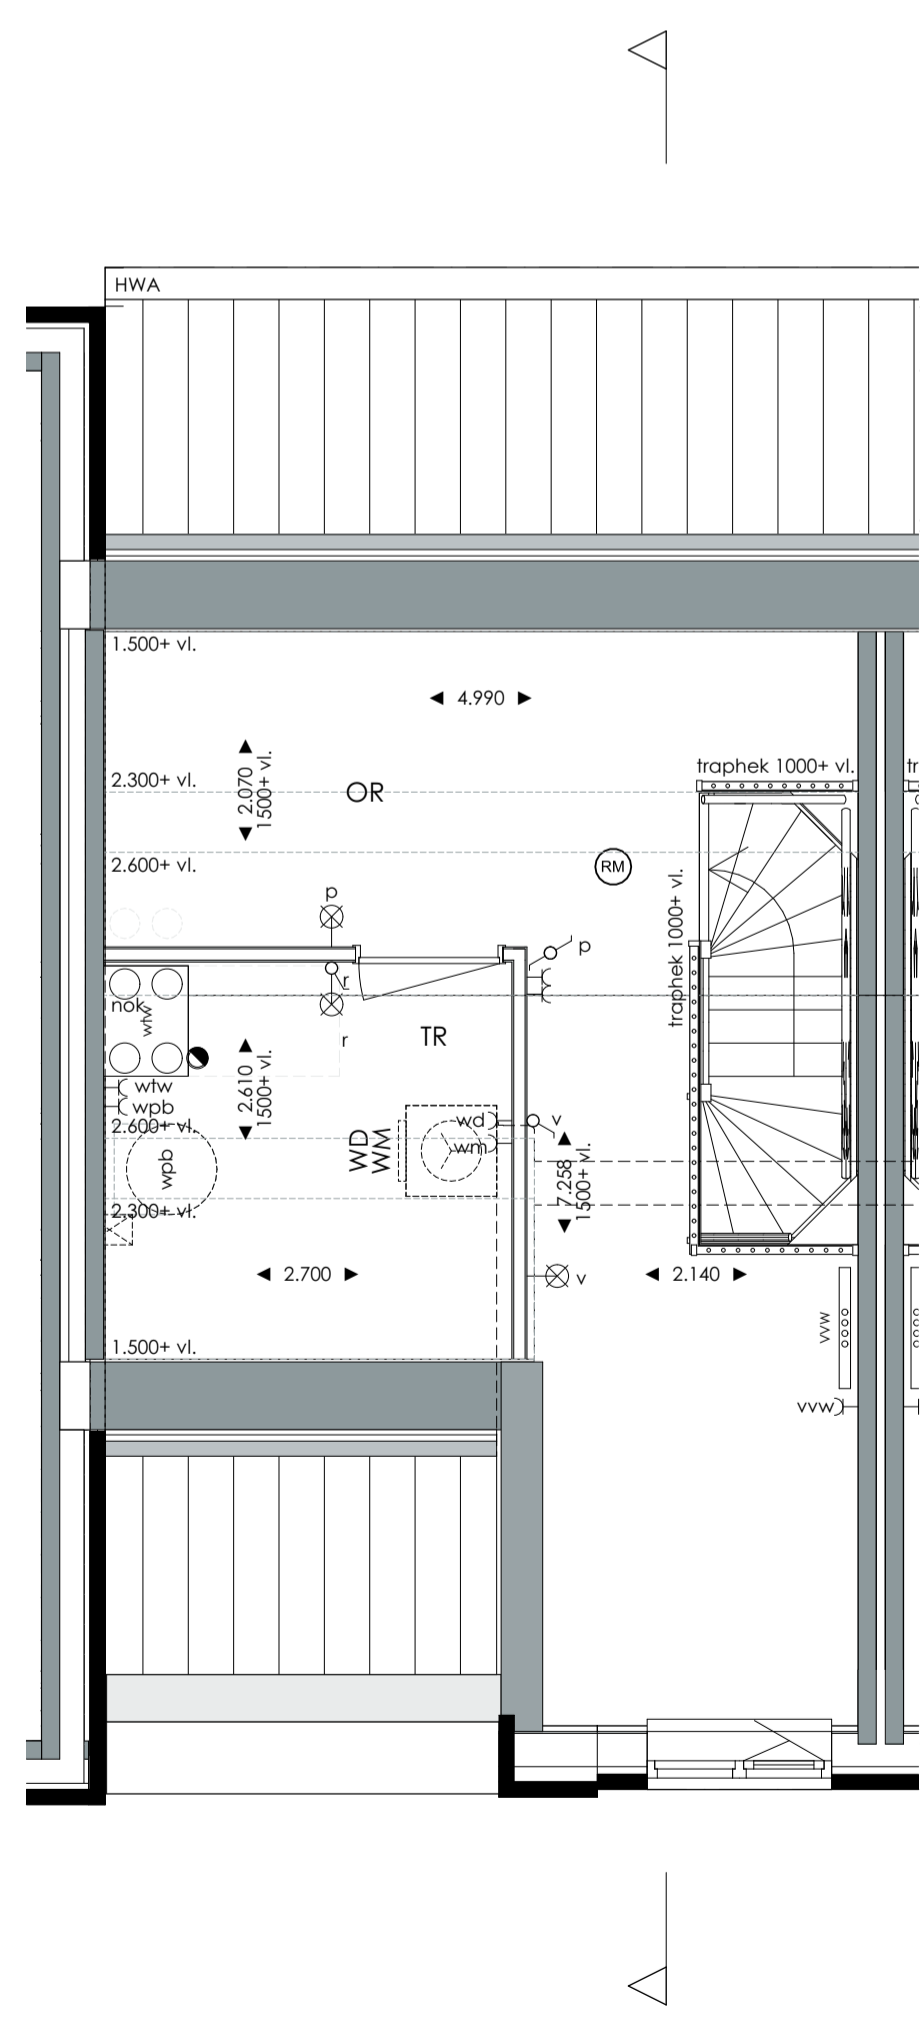 HWA
1.500+ vl.
4.990
traphek 1000+ vl.
tr
2.300+ vl.
2.070
1500+ vl.
OR
2.600+ vl.
RM
traphek 1000+ vl.
p
p
r
nok
wtw
r
TR
2.610
1500+ vl.
wtw
wpb
2.600+ vl.
wpb
WD
WM
wd
wm
v
7.258
1500+ vl.
2.300+ vl.
2.700
v
2.140
vvw
1.500+ vl.
vvw